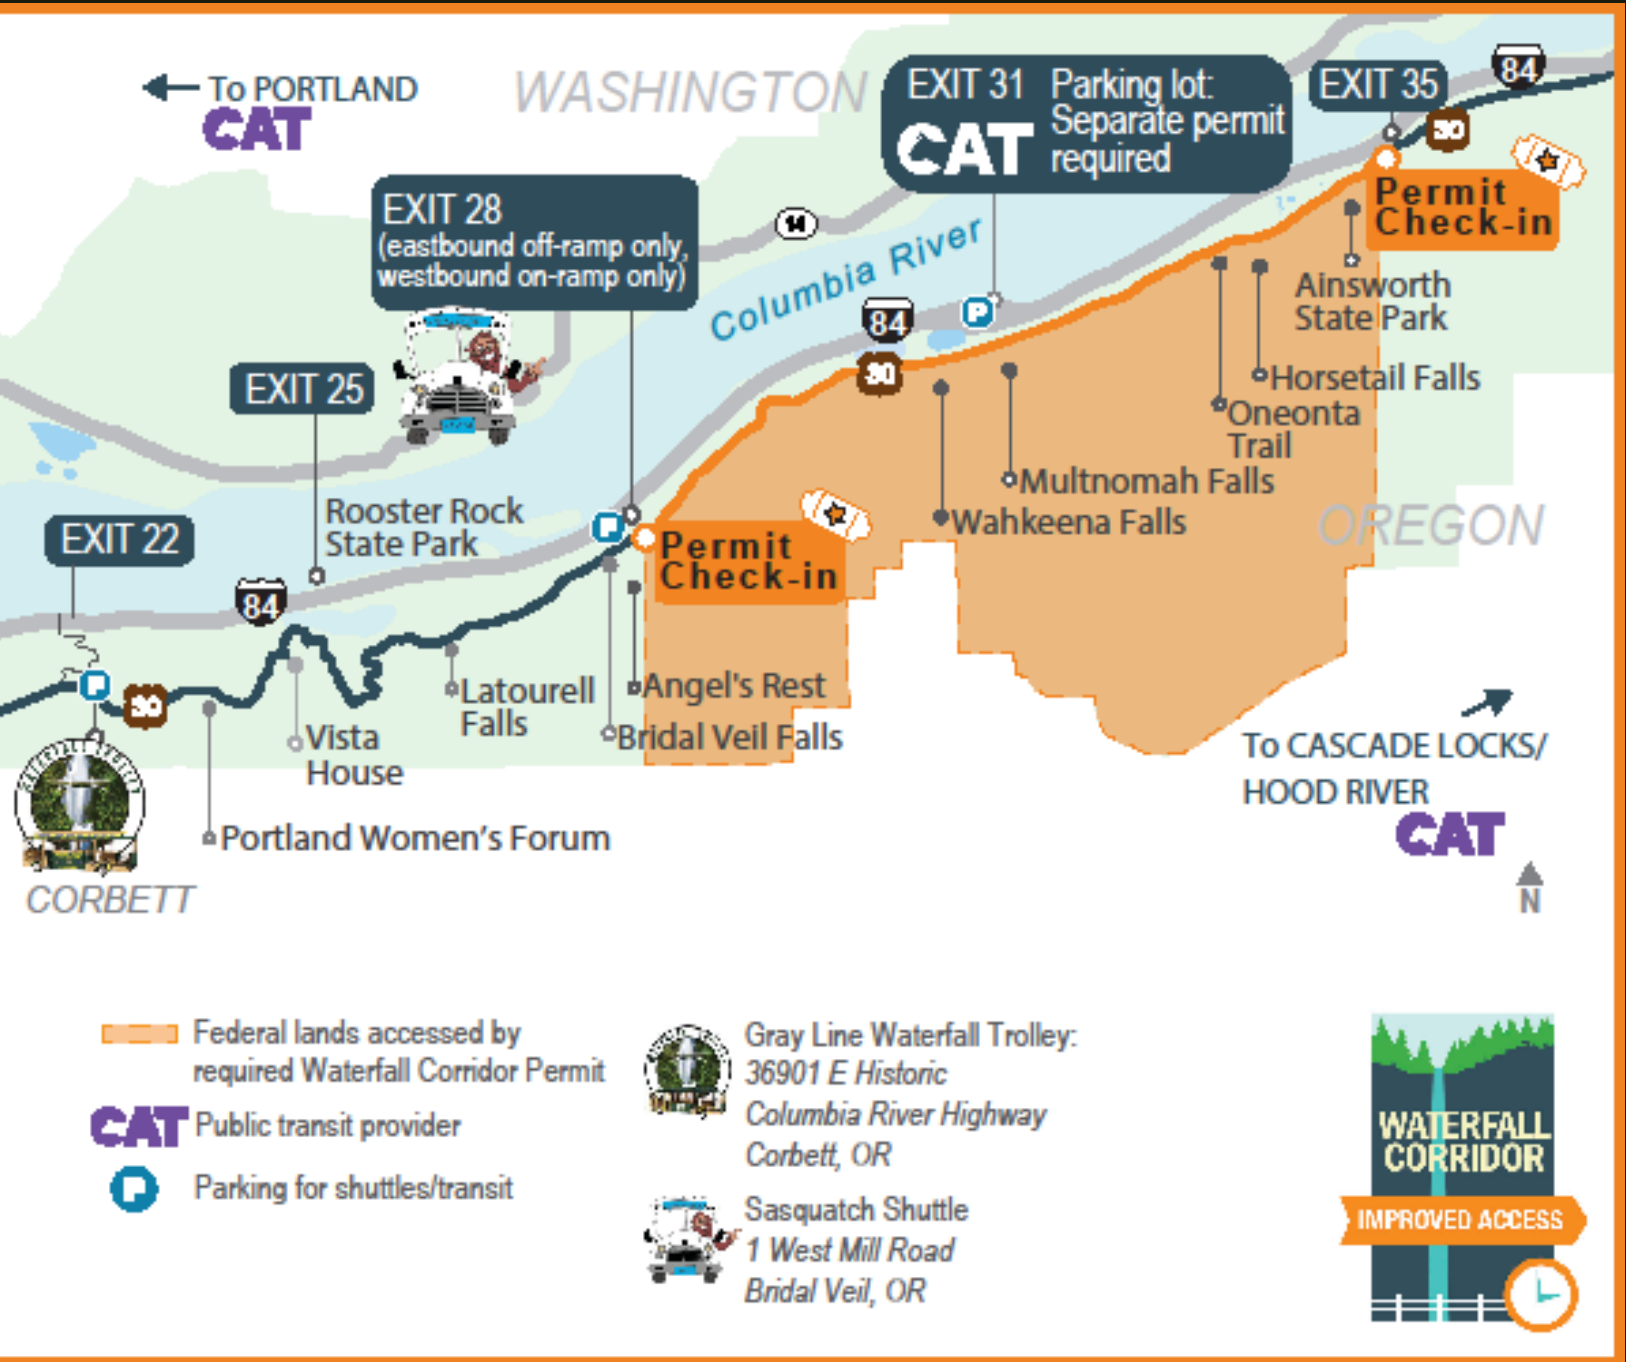 To PORTLAND
CAT
WASHINGTON
EXIT 31
CAT
Parking lot:
Separate permit
required
EXIT 35
84
30
Permit
Check-in
EXIT 28
(eastbound off-ramp only,
westbound on-ramp only)
14
Columbia River
84
P
30
Ainsworth
State Park
Horsetail Falls
Oneonta
Trail
Multnomah Falls
Wahkeena Falls
OREGON
EXIT 25
Rooster Rock
State Park
P
Permit
Check-in
EXIT 22
84
P
30
Angel's Rest
Latourell
Falls
Bridal Veil Falls
Vista
House
Portland Women's Forum
CORBETT
To CASCADE LOCKS/
HOOD RIVER
CAT
N
Federal lands accessed by
required Waterfall Corridor Permit
CAT Public transit provider
P Parking for shuttles/transit
Gray Line Waterfall Trolley:
36901 E Historic
Columbia River Highway
Corbett, OR
Sasquatch Shuttle
1 West Mill Road
Bridal Veil, OR
WATERFALL
CORRIDOR
IMPROVED ACCESS